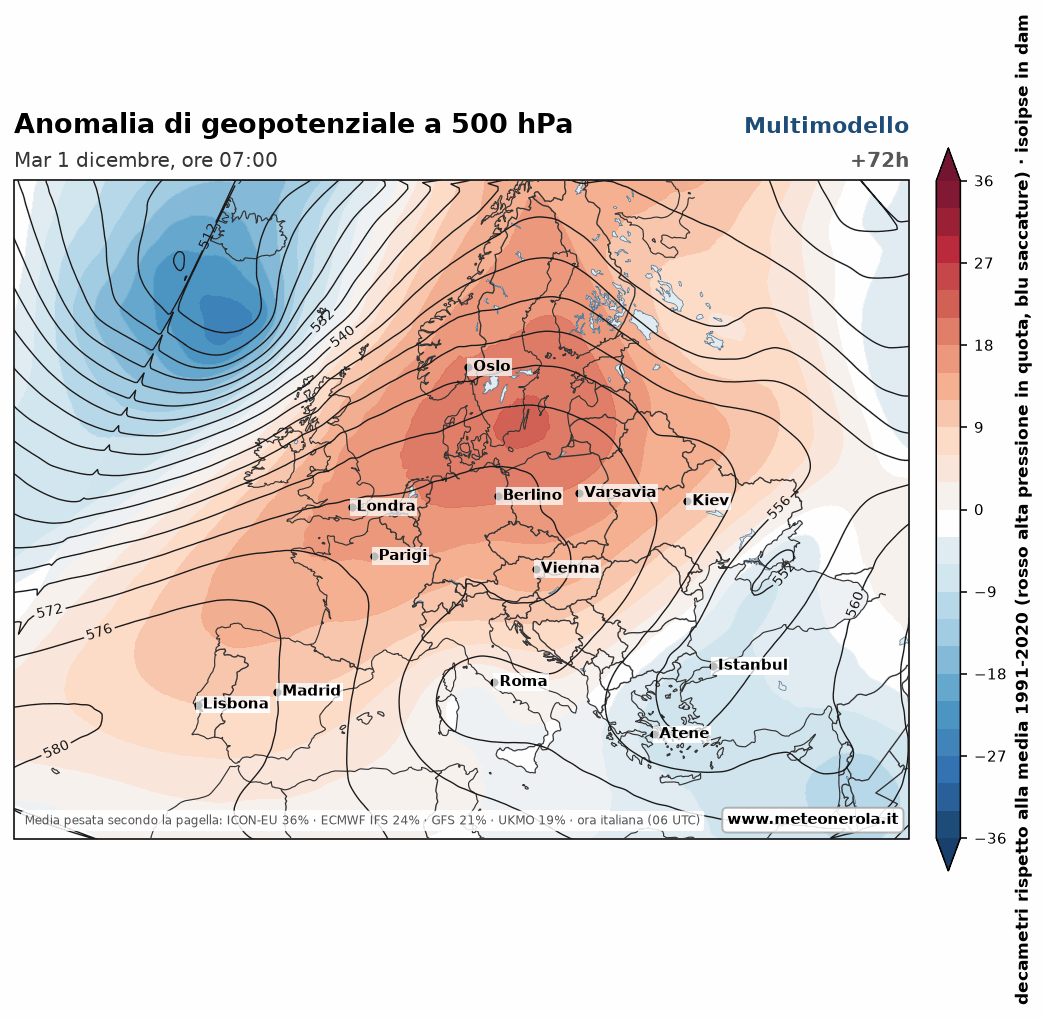 Anomalia di geopotenziale a 500 hPa
Multimodello
Mar 1 dicembre, ore 07:00
+72h
512
532
540
Oslo
Londra
Berlino
Varsavia
Kiev
556
Parigi
Vienna
552
560
572
576
Istanbul
Roma
Madrid
Lisbona
Atene
580
Media pesata secondo la pagella: ICON-EU 36% · ECMWF IFS 24% · GFS 21% · UKMO 19% · ora italiana (06 UTC)
www.meteonerola.it
36
27
18
9
0
−9
−18
−27
−36
decametri rispetto alla media 1991-2020 (rosso alta pressione in quota, blu saccature) · isoipse in dam